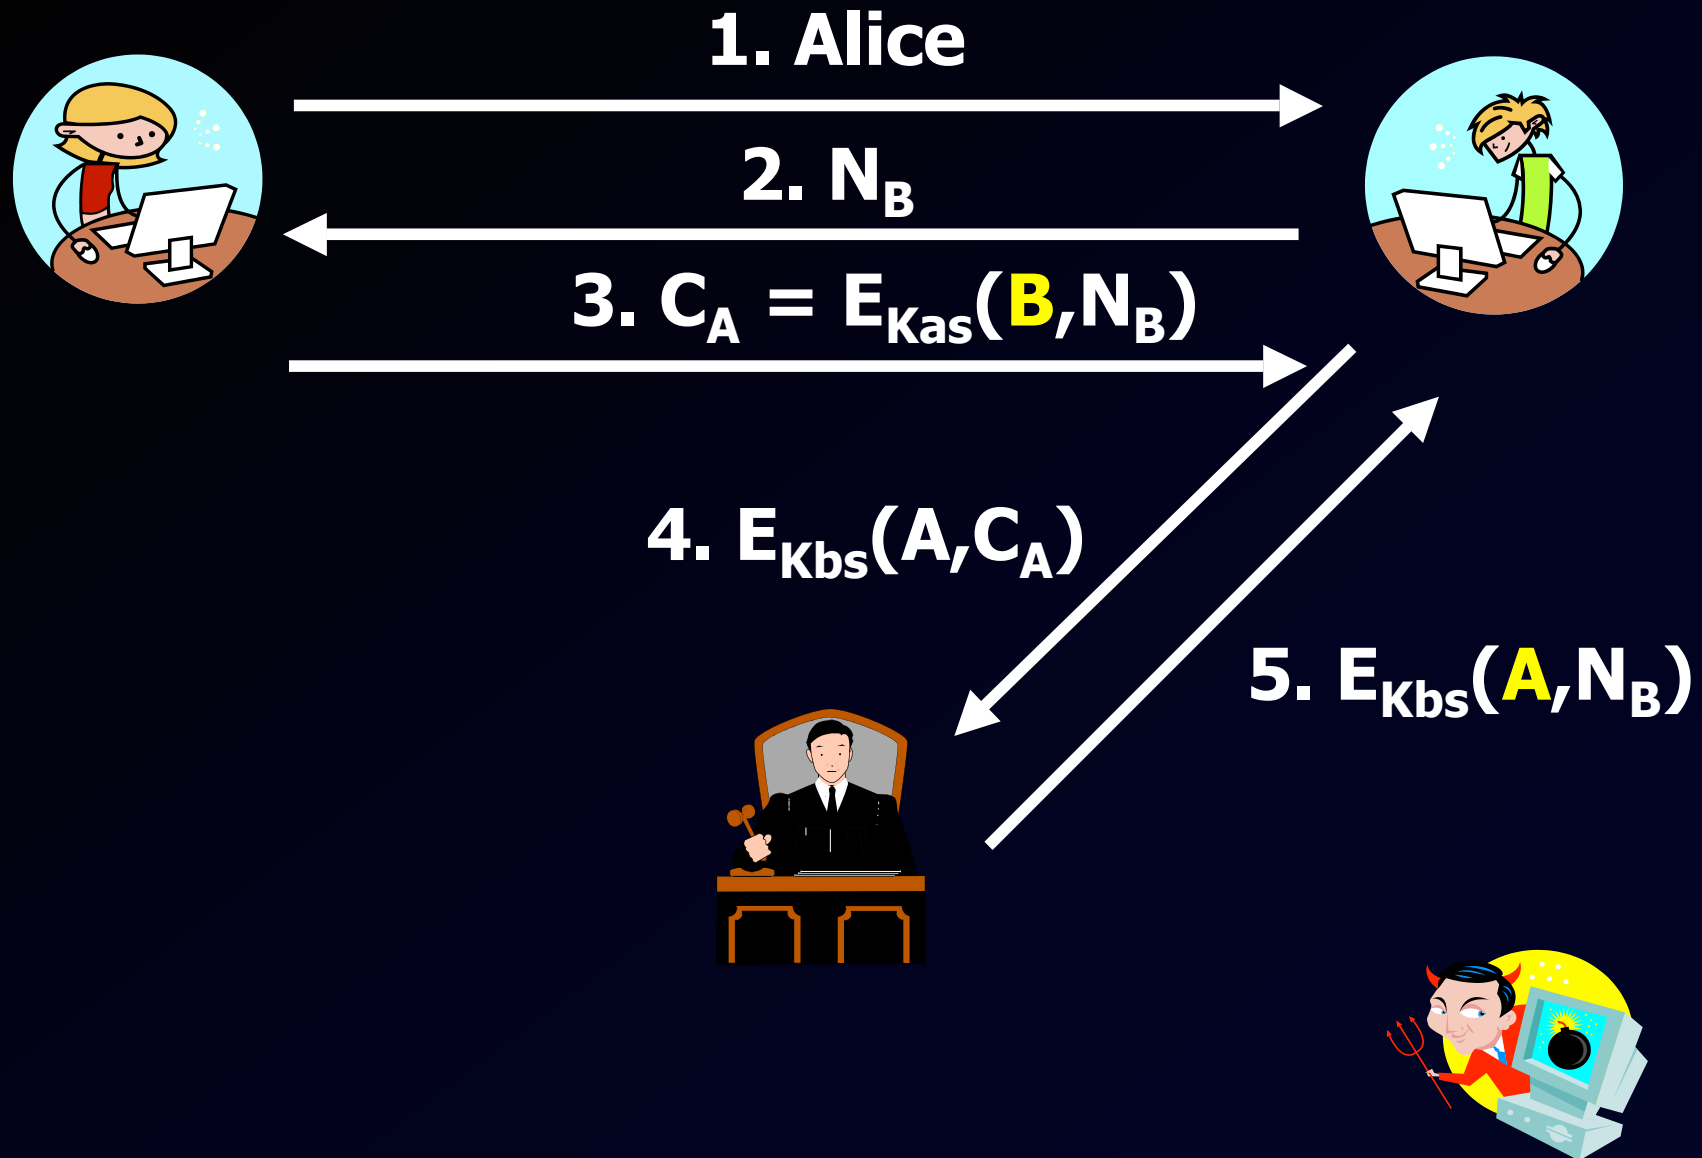 1. Alice
2. N_B
3. C_A = E_Kas(B,N_B)
4. E_Kbs(A,C_A)
5. E_Kbs(A,N_B)